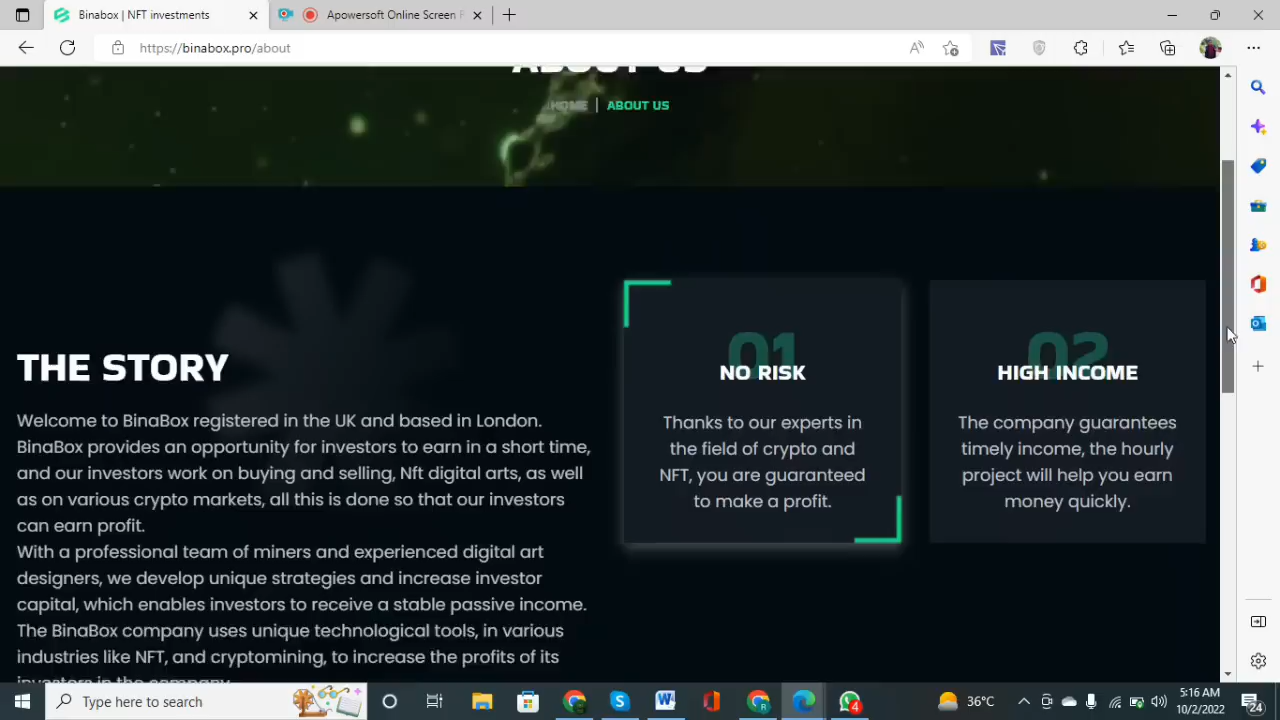 Binabox | NFT investments
Apowersoft Online Screen R
https://binabox.pro/about
ABOUT US
HOME | ABOUT US
THE STORY
Welcome to BinaBox registered in the UK and based in London.
BinaBox provides an opportunity for investors to earn in a short time,
and our investors work on buying and selling, Nft digital arts, as well
as on various crypto markets, all this is done so that our investors
can earn profit.
With a professional team of miners and experienced digital art
designers, we develop unique strategies and increase investor
capital, which enables investors to receive a stable passive income.
The BinaBox company uses unique technological tools, in various
industries like NFT, and cryptomining, to increase the profits of its
investors in the company.
01
NO RISK
Thanks to our experts in
the field of crypto and
NFT, you are guaranteed
to make a profit.
02
HIGH INCOME
The company guarantees
timely income, the hourly
project will help you earn
money quickly.
Type here to search
4
36°C
5:16 AM
10/2/2022
24